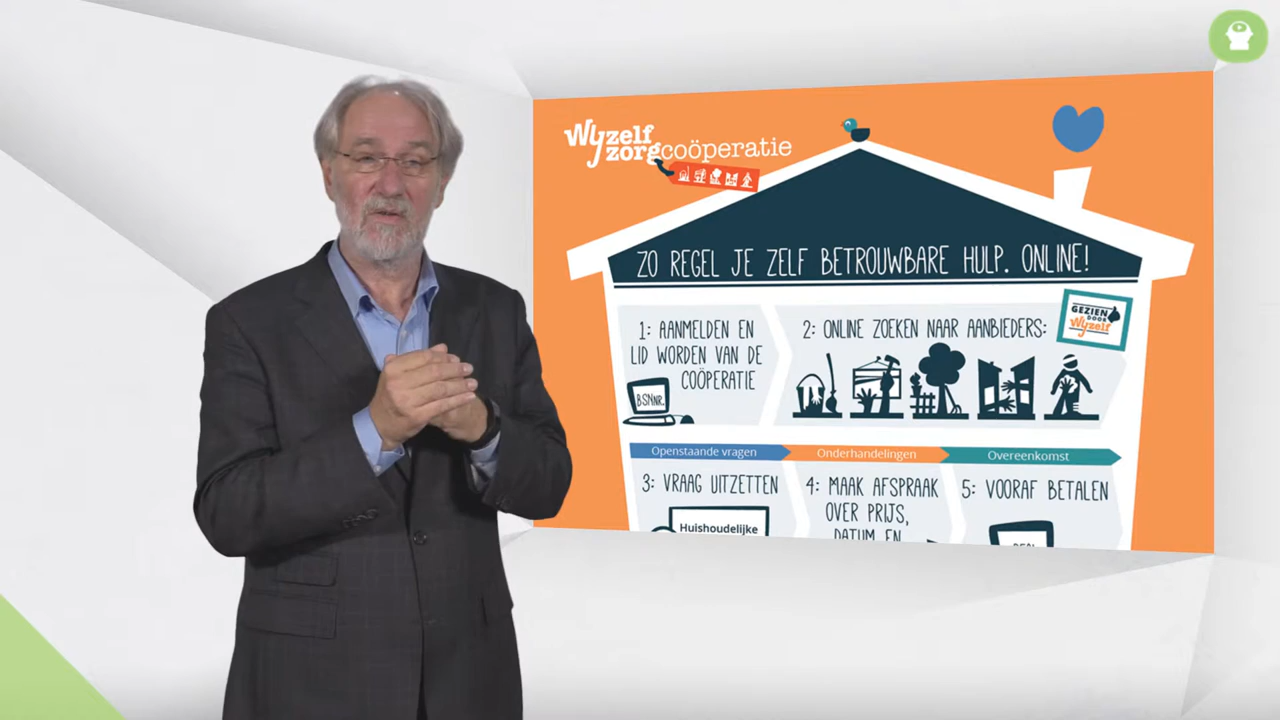 Wyzelf
zorgcoöperatie
ZO REGEL JE ZELF BETROUWBARE HULP. ONLINE!
1: AANMELDEN EN
LID WORDEN VAN DE
COÖPERATIE
BSNNR.
2: ONLINE ZOEKEN NAAR AANBIEDERS:
GEZIEN
DOOR
Wyzelf
Openstaande vragen
Onderhandelingen
Overeenkomst
3: VRAAG UITZETTEN
Huishoudelijke
4: MAAK AFSPRAAK
OVER PRIJS,
DATUM EN
5: VOORAF BETALEN